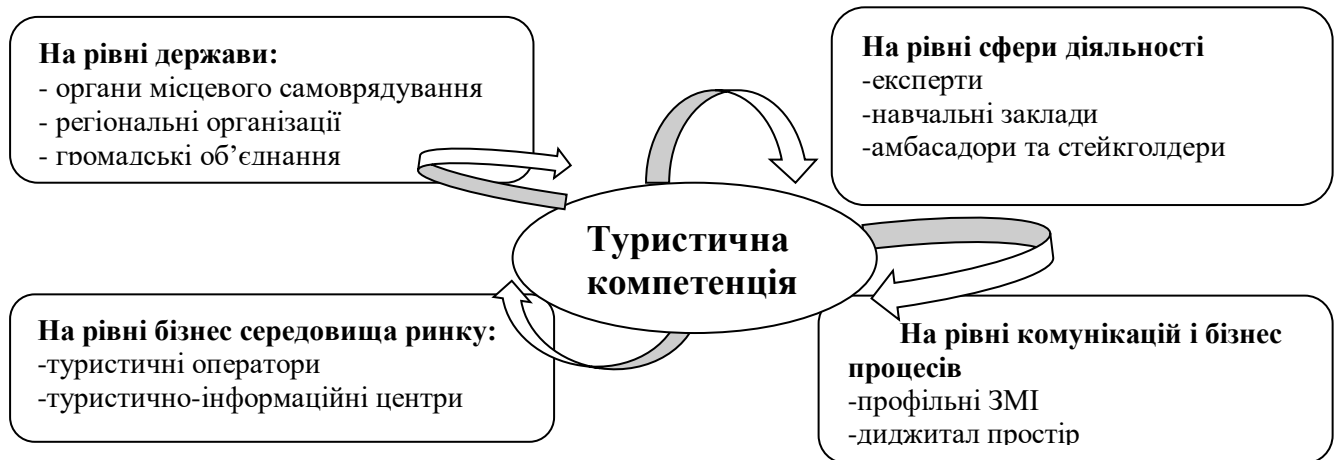 На рівні держави:
- органи місцевого самоврядування
- регіональні організації
- громадські об’єднання
На рівні сфери діяльності
-експерти
-навчальні заклади
-амбасадори та стейкголдери
Туристична
компетенція
На рівні бізнес середовища ринку:
-туристичні оператори
-туристично-інформаційні центри
На рівні комунікацій і бізнес
процесів
-профільні ЗМІ
-диджитал простір